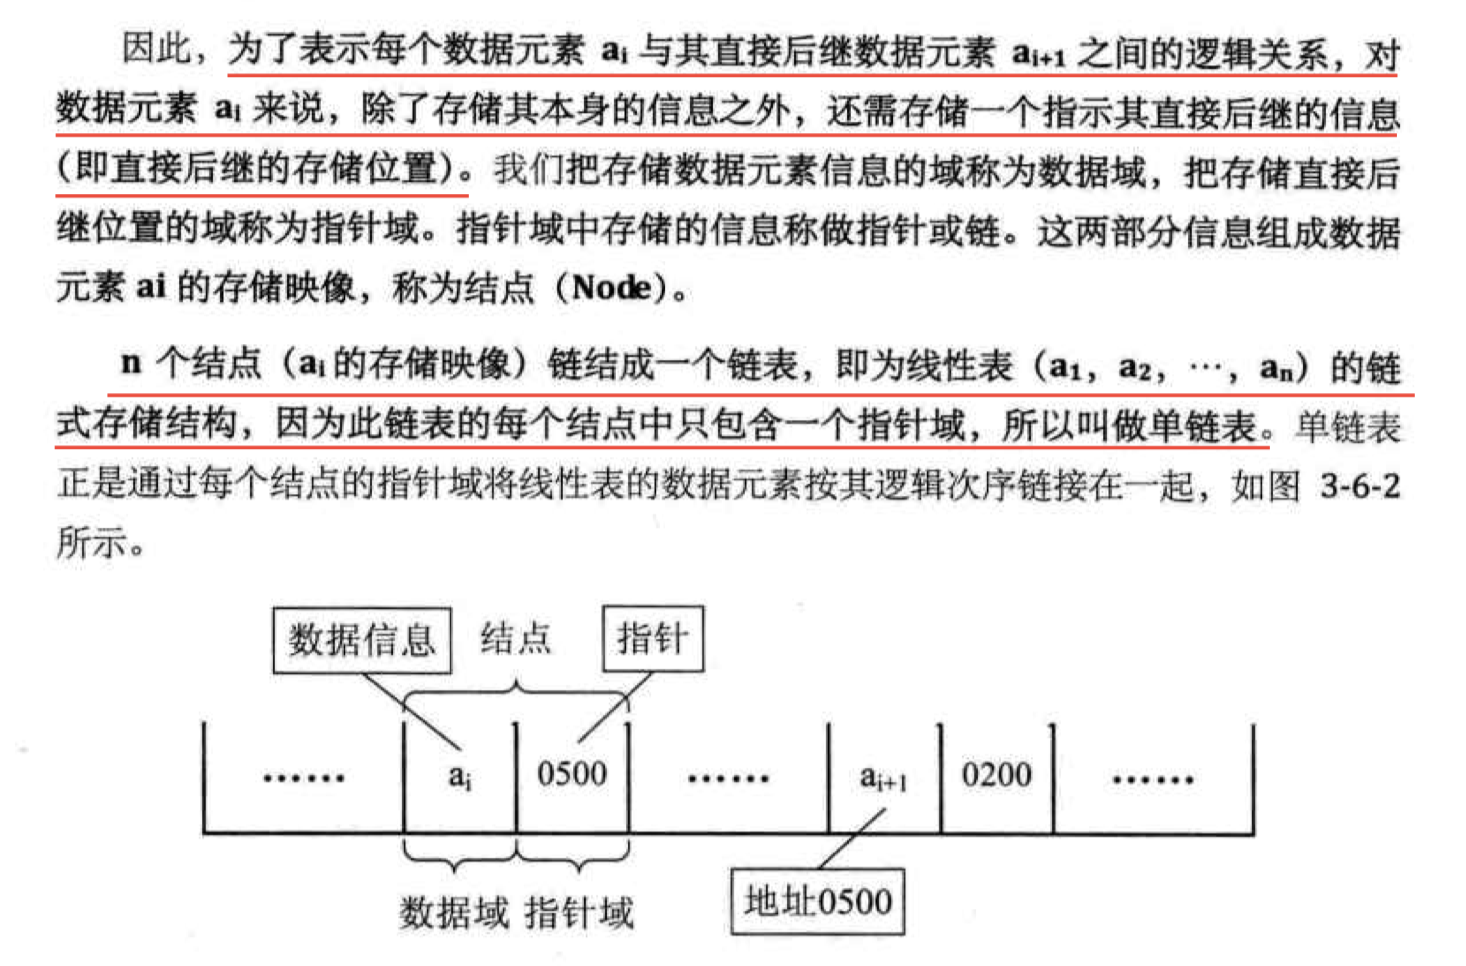 因此，为了表示每个数据元素 ai 与其直接后继数据元素 ai+1 之间的逻辑关系，对
数据元素 ai 来说，除了存储其本身的信息之外，还需存储一个指示其直接后继的信息
（即直接后继的存储位置）。我们把存储数据元素信息的域称为数据域，把存储直接后
继位置的域称为指针域。指针域中存储的信息称做指针或链。这两部分信息组成数据
元素 ai 的存储映像，称为结点（Node）。
n 个结点（ai 的存储映像）链结成一个链表，即为线性表（a1，a2，…，an）的链
式存储结构，因为此链表的每个结点中只包含一个指针域，所以叫做单链表。单链表
正是通过每个结点的指针域将线性表的数据元素按其逻辑次序链接在一起，如图 3-6-2
所示。
数据信息 结点 指针
…… ai 0500 …… ai+1 0200 ……
数据域 指针域 地址0500